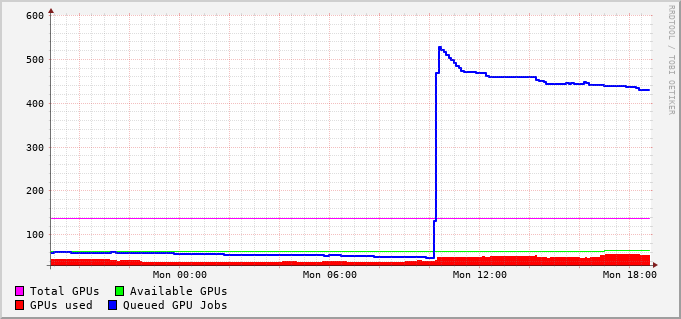 600
500
400
300
200
100
Mon 00:00 Mon 06:00 Mon 12:00 Mon 18:00
Total GPUs Available GPUs
GPUs used Queued GPU Jobs
RRDTOOL / TOBI OETIKER